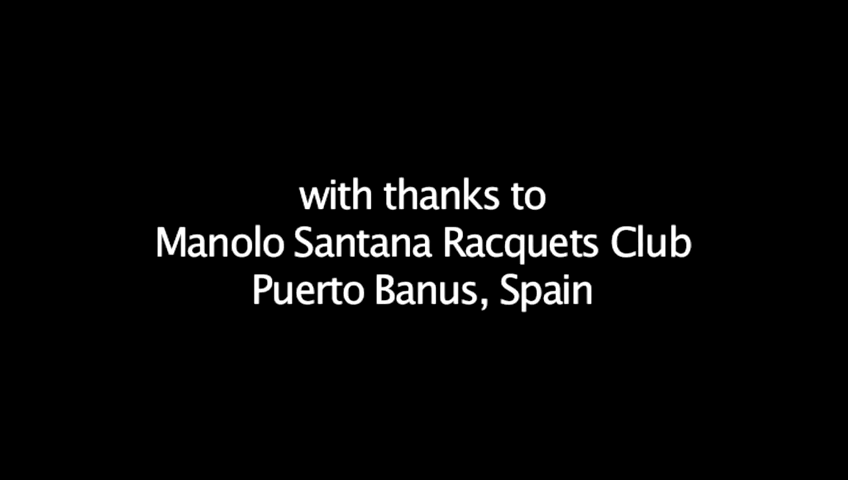 with thanks to
Manolo Santana Racquets Club
Puerto Banus, Spain